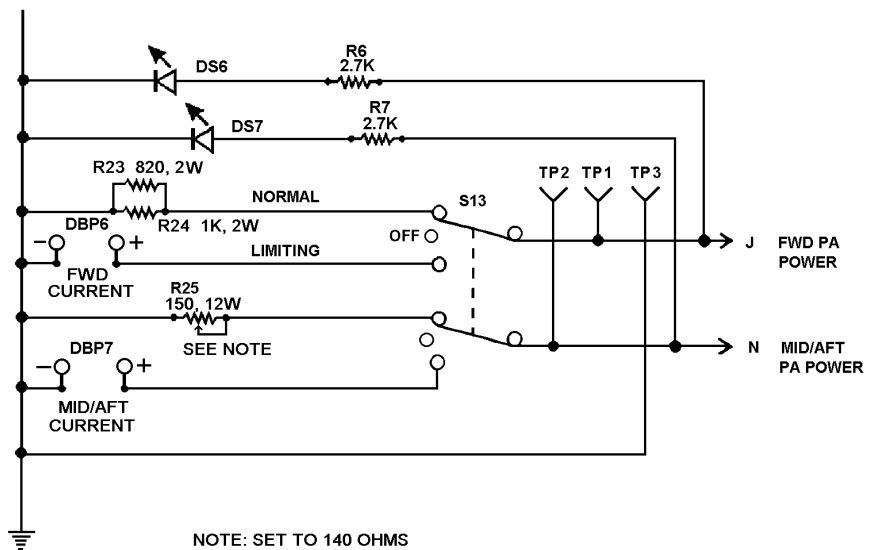 DS6
R6
2.7K
DS7
R7
2.7K
R23 820, 2W
NORMAL
R24 1K, 2W
S13
TP2
TP1
TP3
DBP6
OFF
− +
LIMITING
FWD
CURRENT
J FWD PA
POWER
R25
150, 12W
SEE NOTE
DBP7
− +
MID/AFT
CURRENT
N MID/AFT
PA POWER
NOTE: SET TO 140 OHMS